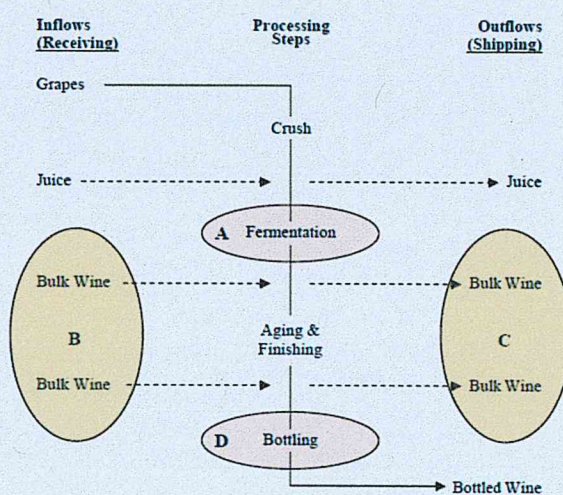 Inflows
(Receiving)
Processing
Steps
Outflows
(Shipping)
Grapes
Crush
Juice
Juice
A Fermentation
Bulk Wine
Bulk Wine
B
Aging &
Finishing
C
Bulk Wine
Bulk Wine
D Bottling
Bottled Wine